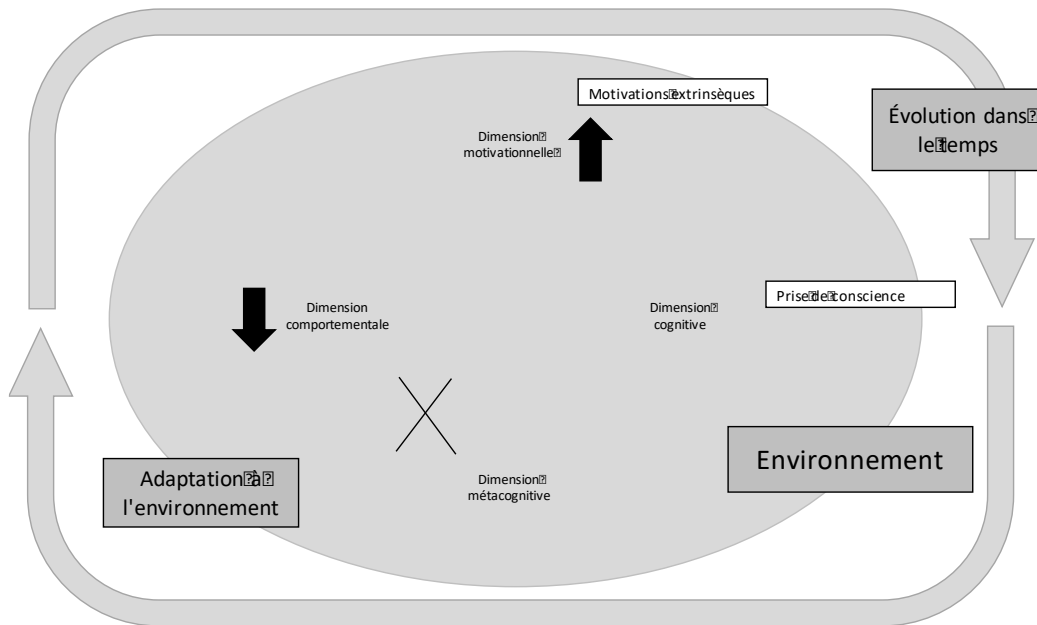 Motivations extrinsèques
Évolution dans
le temps
Dimension
motivationnelle
Prise de conscience
Dimension
comportementale
Dimension
cognitive
Environnement
Adaptation à
l'environnement
Dimension
métacognitive